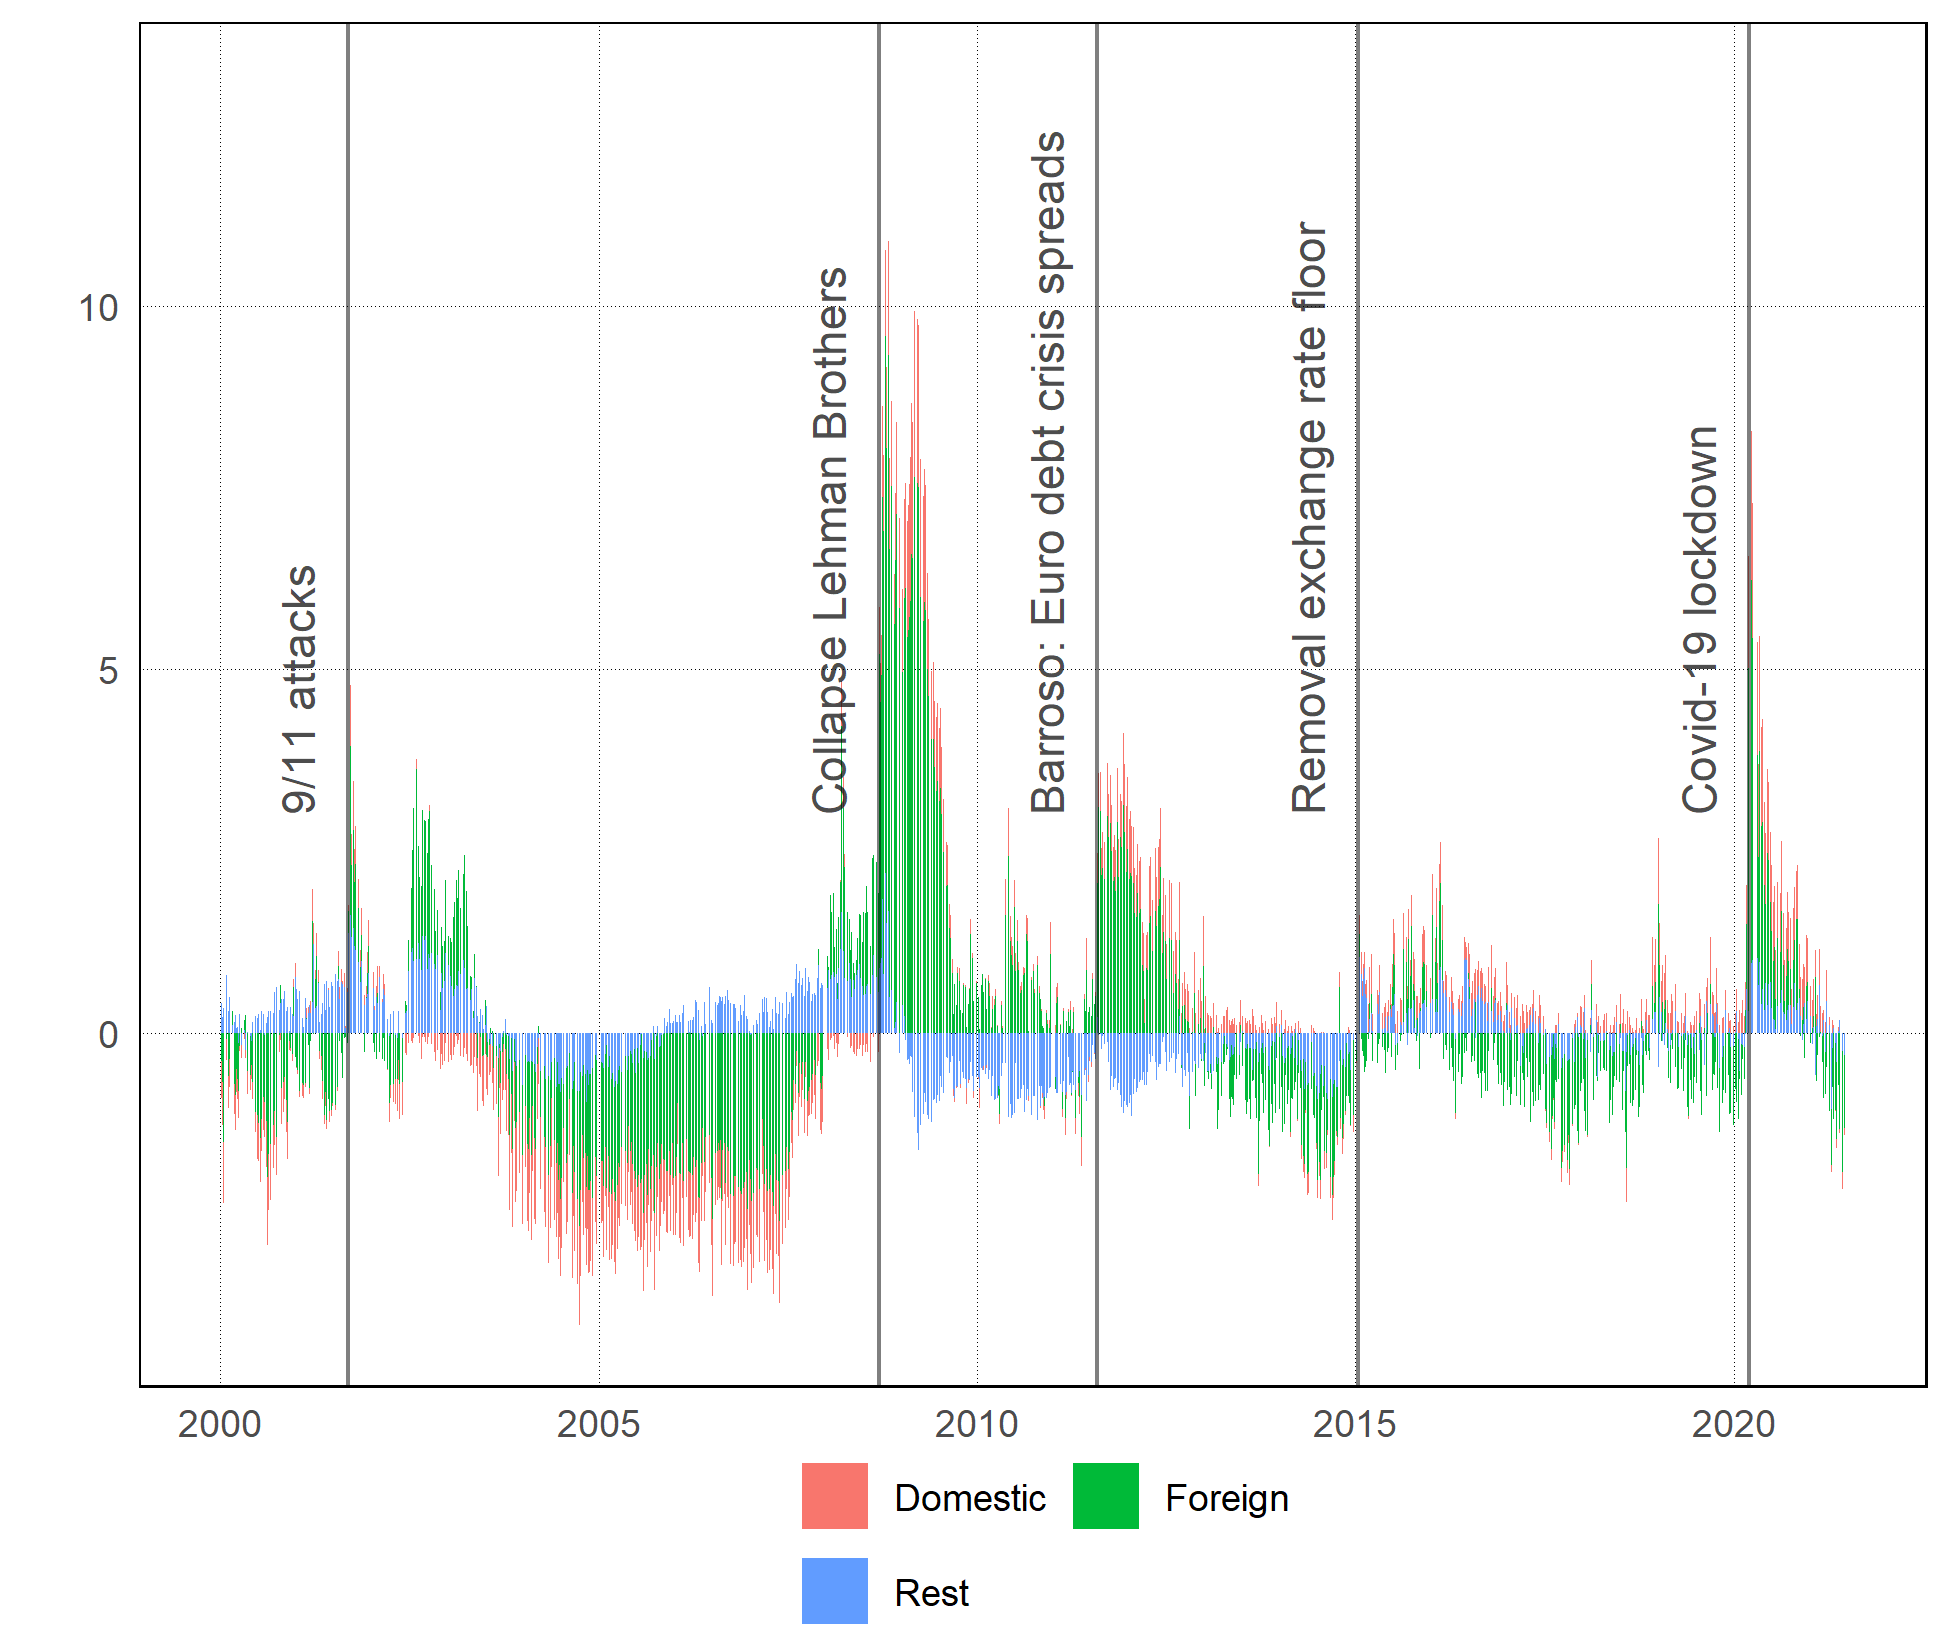 10
5
0
9/11 attacks
Collapse Lehman Brothers
Barroso: Euro debt crisis spreads
Removal exchange rate floor
Covid-19 lockdown
2000
2005
2010
2015
2020
Domestic
Foreign
Rest